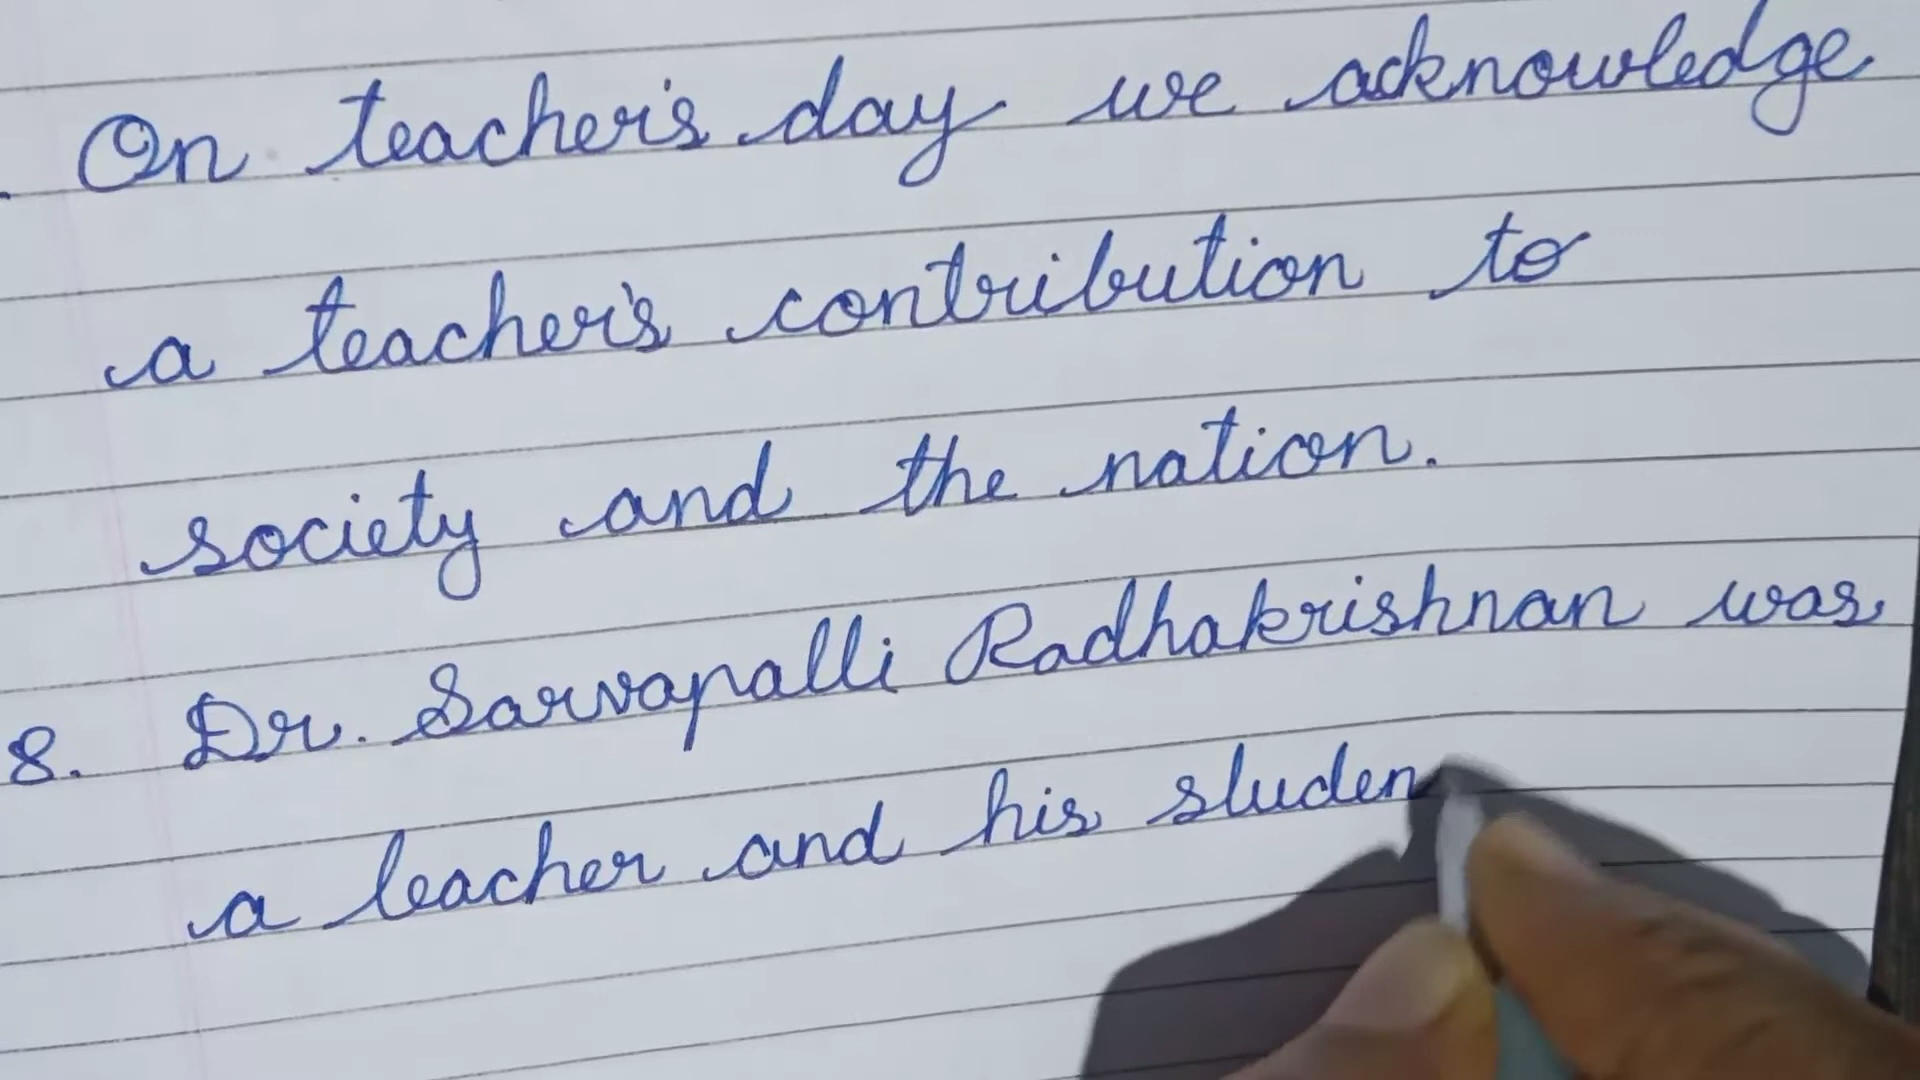 . On teacher's day we acknowledge
a teacher's contribution to
society and the nation.
8. Dr. Sarvapalli Radhakrishnan was
a teacher and his studen